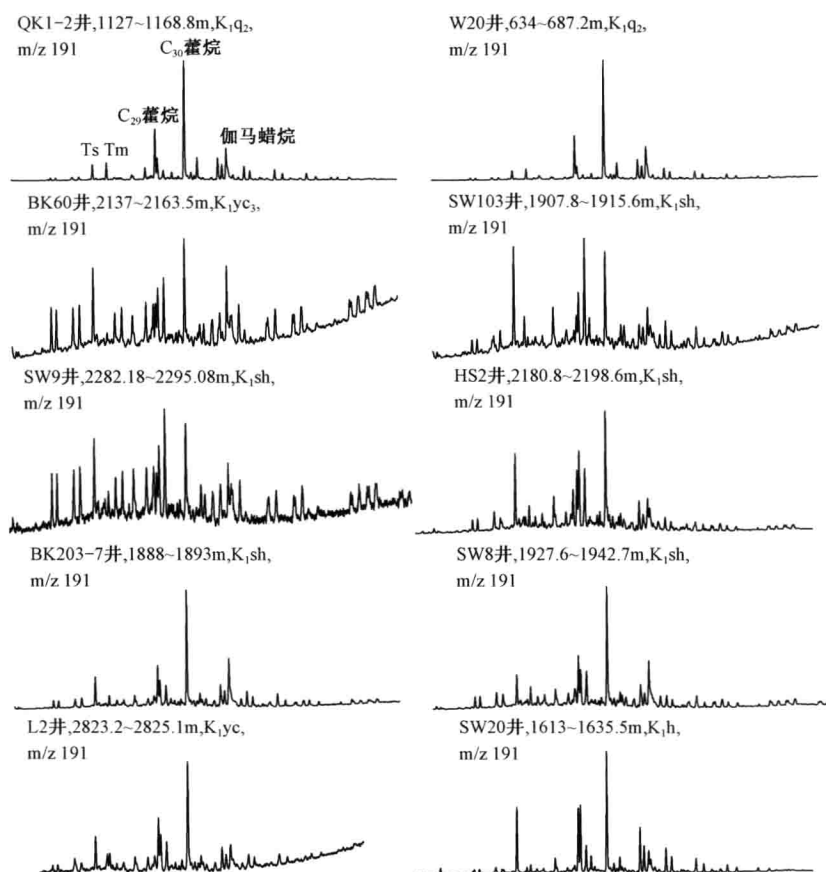 QK1-2井,1127~1168.8m,K₁q₂,
m/z 191
C₃₀藿烷
C₂₉藿烷
伽马蜡烷
Ts Tm
W20井,634~687.2m,K₁q₂,
m/z 191
BK60井,2137~2163.5m,K₁yc₃,
m/z 191
SW103井,1907.8~1915.6m,K₁sh,
m/z 191
SW9井,2282.18~2295.08m,K₁sh,
m/z 191
HS2井,2180.8~2198.6m,K₁sh,
m/z 191
BK203-7井,1888~1893m,K₁sh,
m/z 191
SW8井,1927.6~1942.7m,K₁sh,
m/z 191
L2井,2823.2~2825.1m,K₁yc,
m/z 191
SW20井,1613~1635.5m,K₁h,
m/z 191